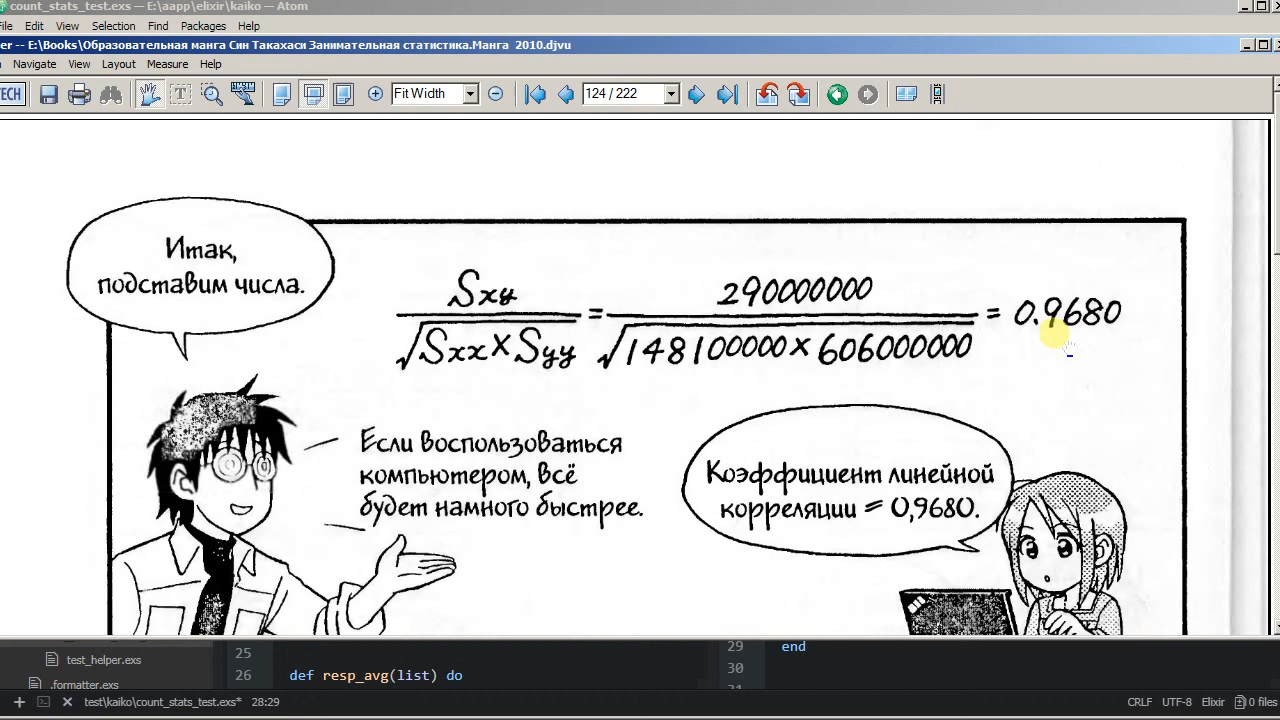 count_stats_test.exs — E:\aapp\elixir\kaiko — Atom
File Edit View Selection Find Packages Help
er -- E:\Books\Образовательная манга Син Такахаси Занимательная статистика.Манга 2010.djvu
Navigate View Layout Measure Help
TECH
Fit Width
124 / 222
Итак,
подставим числа.
Sxy / √Sxx × Syy = 290000000 / √148100000 × 606000000 = 0.9680
Если воспользоваться
компьютером, всё
будет намного быстрее.
Коэффициент линейной
корреляции = 0,9680.
test_helper.exs
.formatter.exs
25
26 def resp_avg(list) do
29 end
30
31
+ test\kaiko\count_stats_test.exs* 28:29
CRLF UTF-8 Elixir 0 files